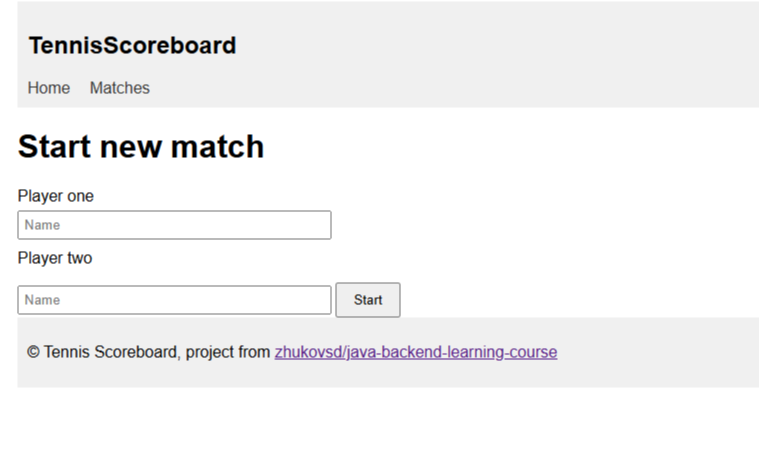 TennisScoreboard
Home Matches
Start new match
Player one
Name
Player two
Name Start
© Tennis Scoreboard, project from zhukovsd/java-backend-learning-course